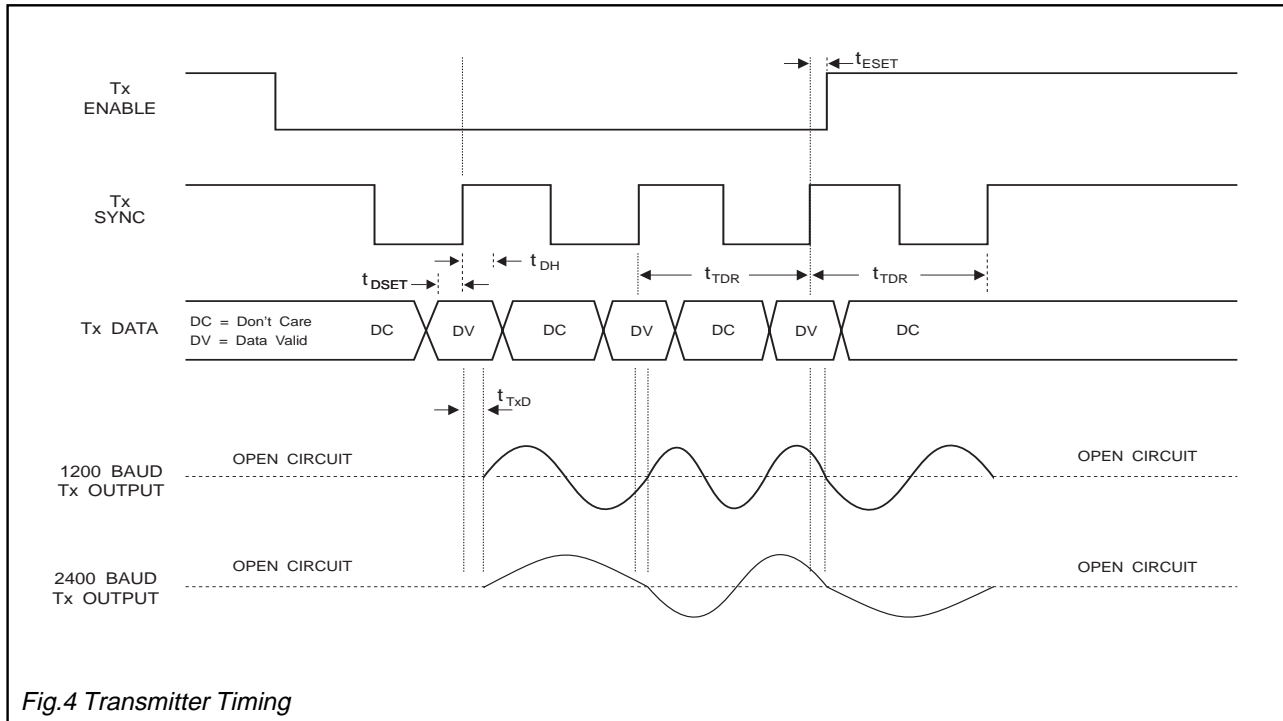 tESET
Tx
ENABLE
Tx
SYNC
tDH
tDSET
tTDR
tTDR
Tx DATA
DC = Don't Care
DV = Data Valid
DC
DV
DC
DV
DC
DV
DC
tTxD
1200 BAUD
Tx OUTPUT
OPEN CIRCUIT
OPEN CIRCUIT
2400 BAUD
Tx OUTPUT
OPEN CIRCUIT
OPEN CIRCUIT
Fig.4 Transmitter Timing